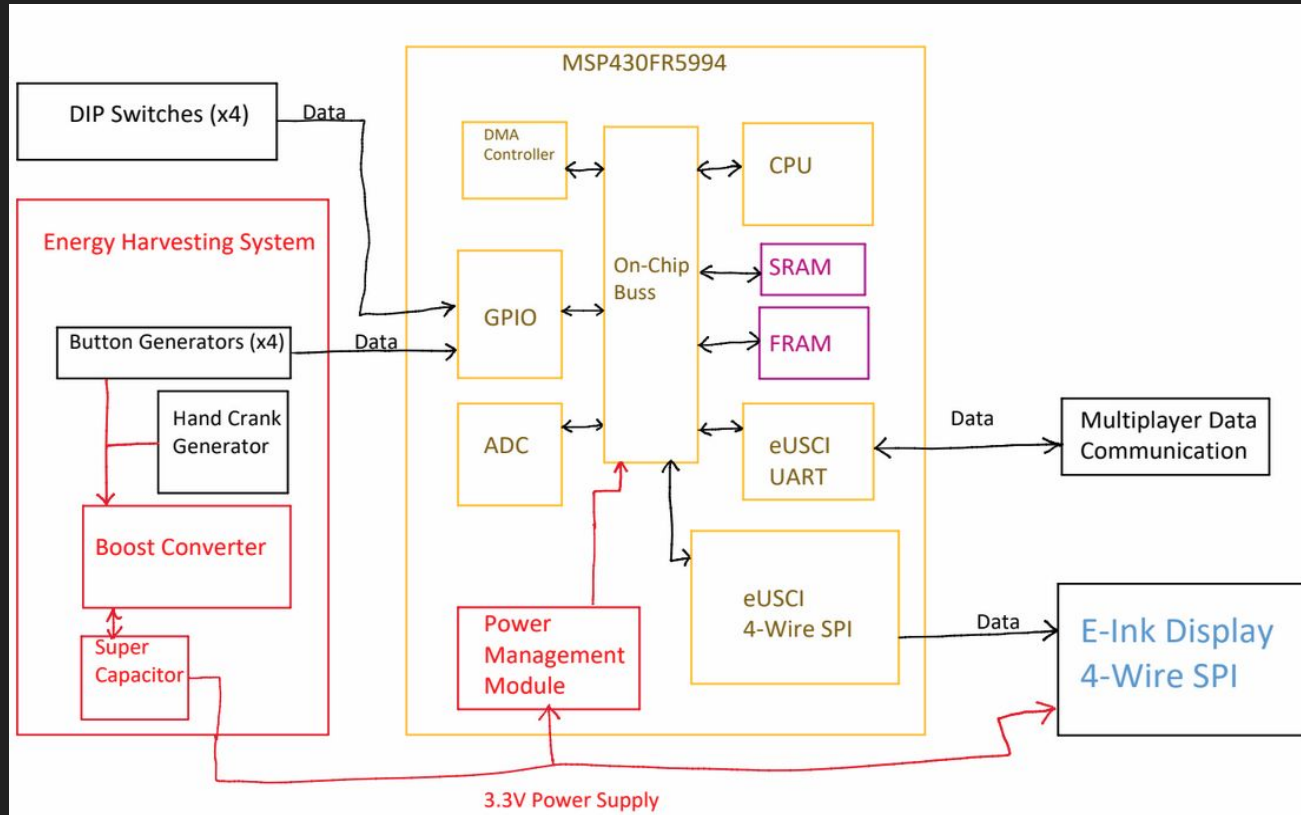 MSP430FR5994
DIP Switches (x4)
Data
DMA
Controller
CPU
Energy Harvesting System
On-Chip
Buss
SRAM
GPIO
FRAM
Button Generators (x4)
Data
Hand Crank
Generator
ADC
eUSCI
UART
Data
Multiplayer Data
Communication
Boost Converter
eUSCI
4-Wire SPI
Data
E-Ink Display
4-Wire SPI
Power
Management
Module
Super
Capacitor
3.3V Power Supply